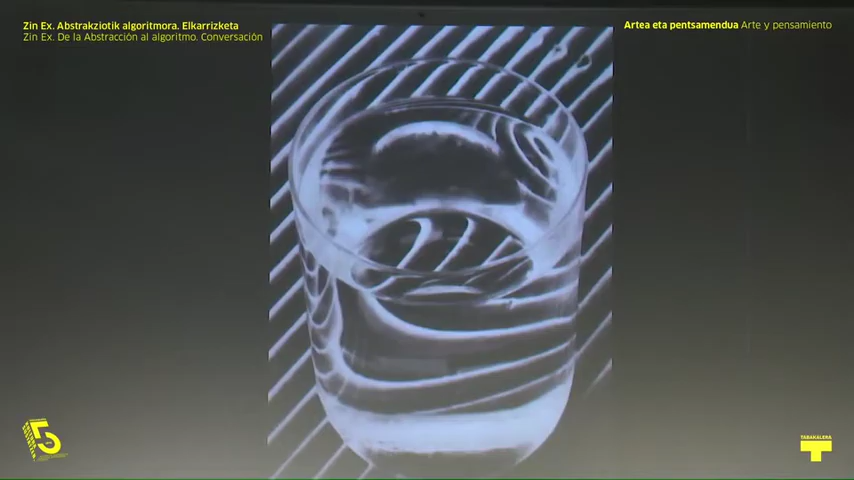 Zin Ex. Abstrakziotik algoritmora. Elkarrizketa
Zin Ex. De la Abstracción al algoritmo. Conversación
Artea eta pentsamendua Arte y pensamiento
5
TABAKALERA